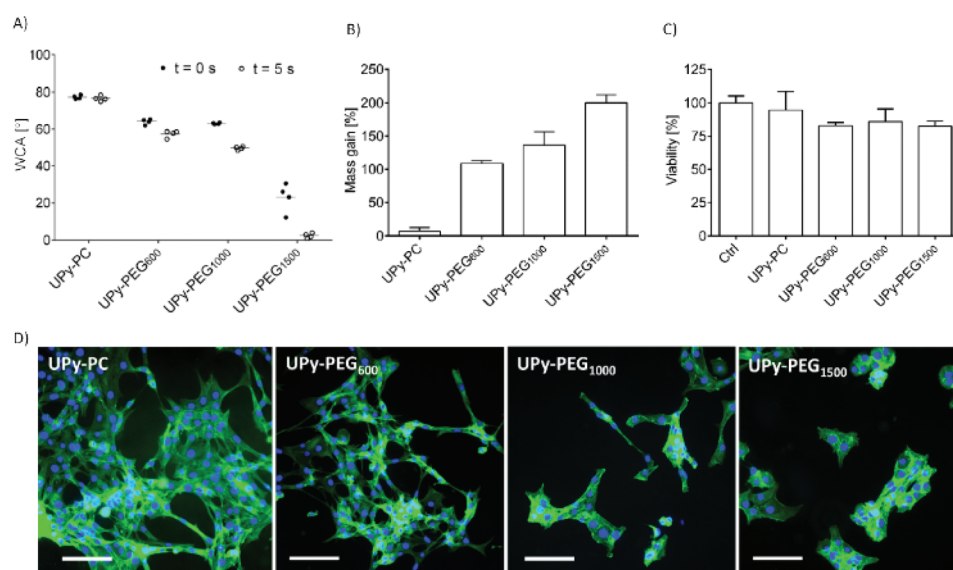 A)
WCA [°]
100
80
60
40
20
0
● t = 0 s ○ t = 5 s
UPy-PC
UPy-PEG600
UPy-PEG1000
UPy-PEG1500
B)
Mass gain [%]
250
200
150
100
50
0
UPy-PC
UPy-PEG600
UPy-PEG1000
UPy-PEG1500
C)
Viability [%]
125
100
75
50
25
0
Ctrl
UPy-PC
UPy-PEG600
UPy-PEG1000
UPy-PEG1500
D)
UPy-PC
UPy-PEG600
UPy-PEG1000
UPy-PEG1500